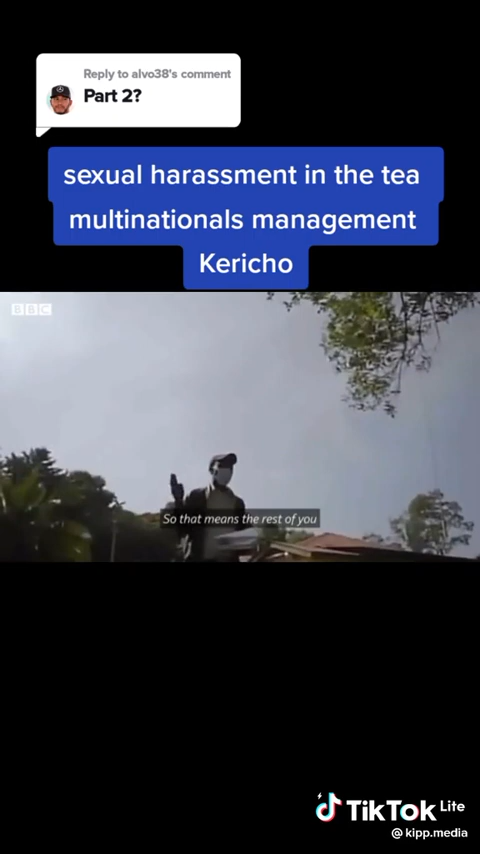 Reply to alvo38's comment
Part 2?
sexual harassment in the tea
multinationals management
Kericho
BBC
So that means the rest of you
TikTok Lite
@kipp.media